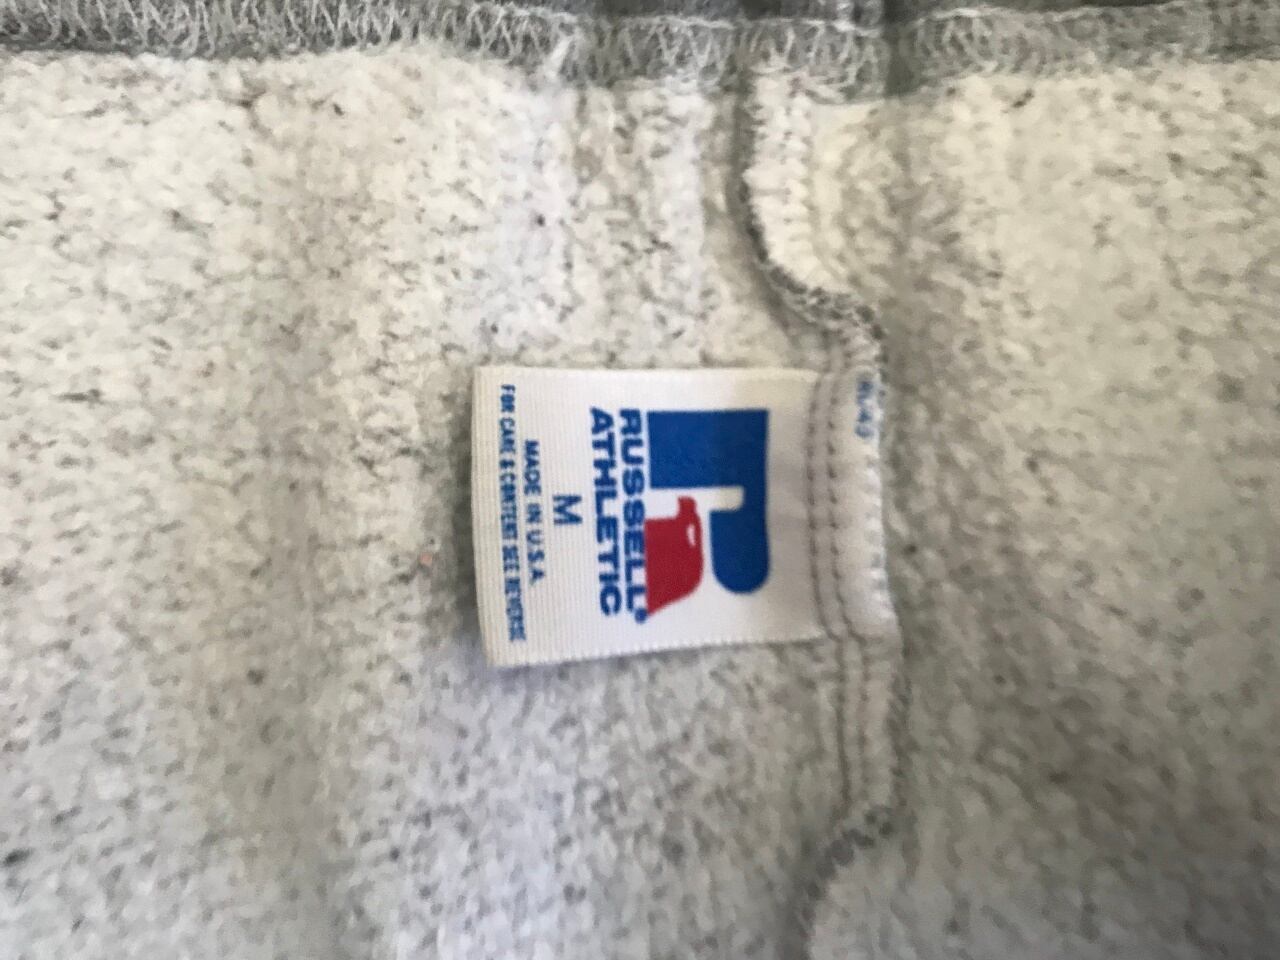 RUSSELL®
ATHLETIC
M
MADE IN U.S.A.
FOR CARE & CONTENT SEE REVERSE